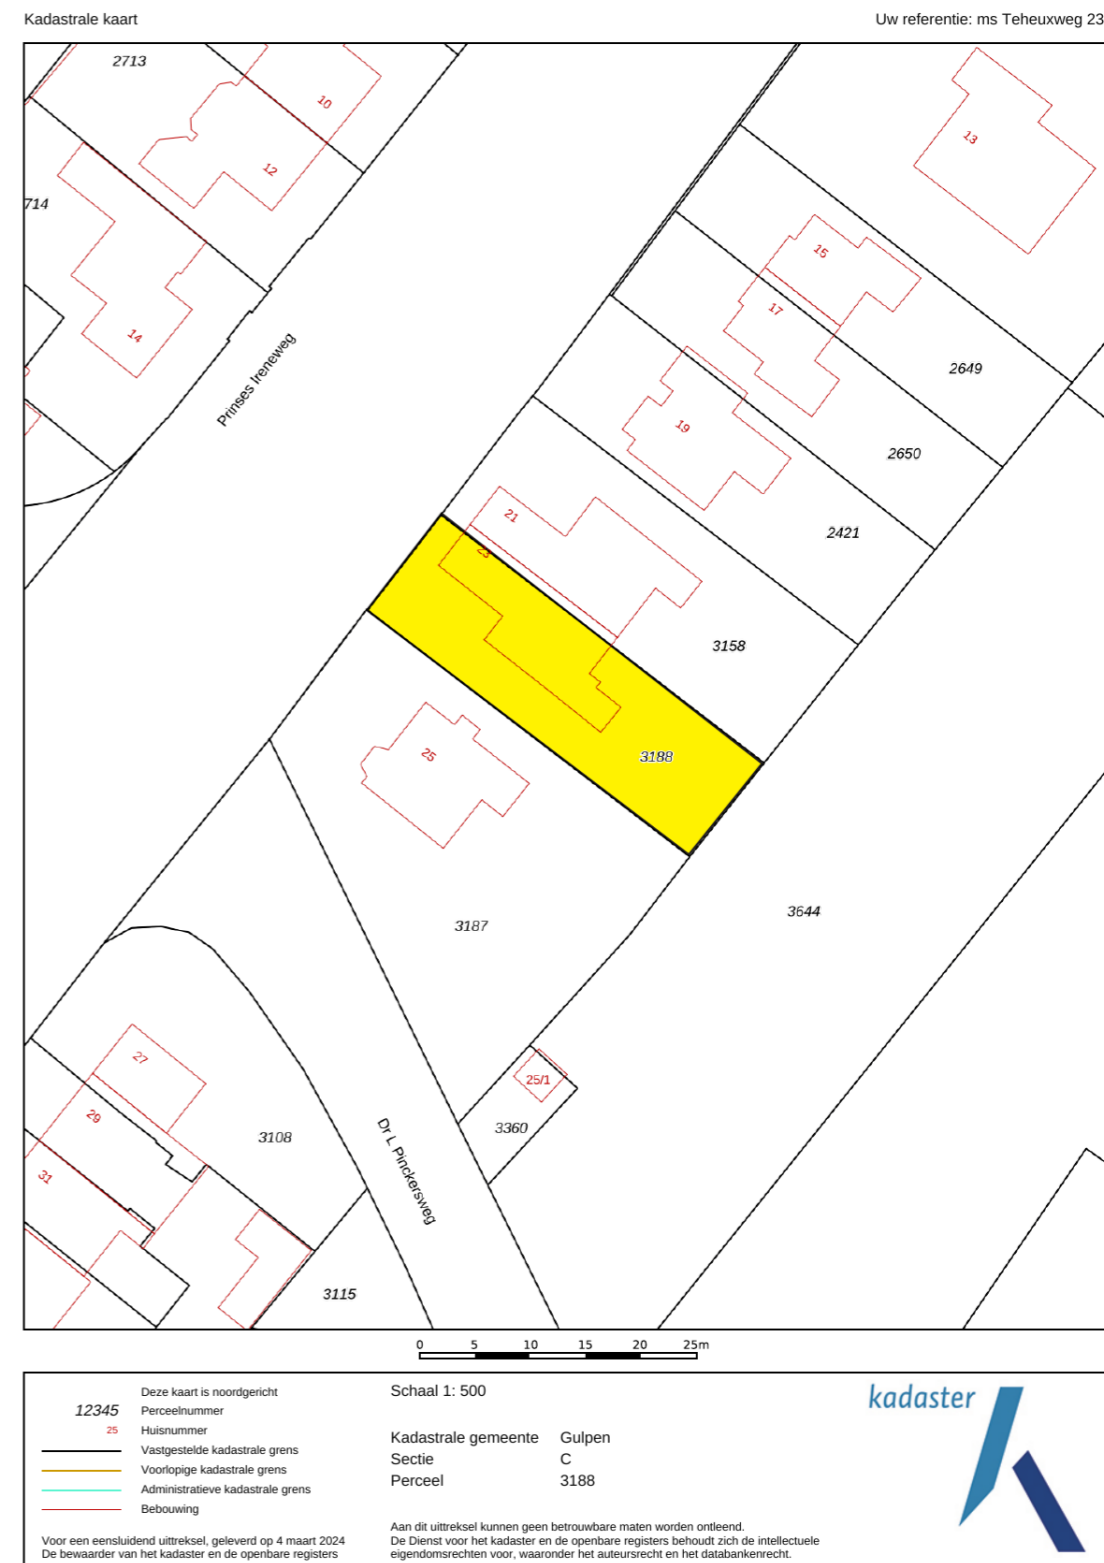 Kadastrale kaart
Uw referentie: ms Teheuxweg 23
2713
10
12
13
714
15
14
17
Prinses Ireneweg
2649
19
2650
21
2421
23
3158
25
3188
3644
3187
27
25/1
29
3108
3360
Dr L Pinckersweg
31
3115
0 5 10 15 20 25m
Deze kaart is noordgericht
12345 Perceelnummer
25 Huisnummer
Vastgestelde kadastrale grens
Voorlopige kadastrale grens
Administratieve kadastrale grens
Bebouwing
Voor een eensluidend uittreksel, geleverd op 4 maart 2024
De bewaarder van het kadaster en de openbare registers
Schaal 1: 500
Kadastrale gemeente Gulpen
Sectie C
Perceel 3188
Aan dit uittreksel kunnen geen betrouwbare maten worden ontleend.
De Dienst voor het kadaster en de openbare registers behoudt zich de intellectuele
eigendomsrechten voor, waaronder het auteursrecht en het databankenrecht.
kadaster